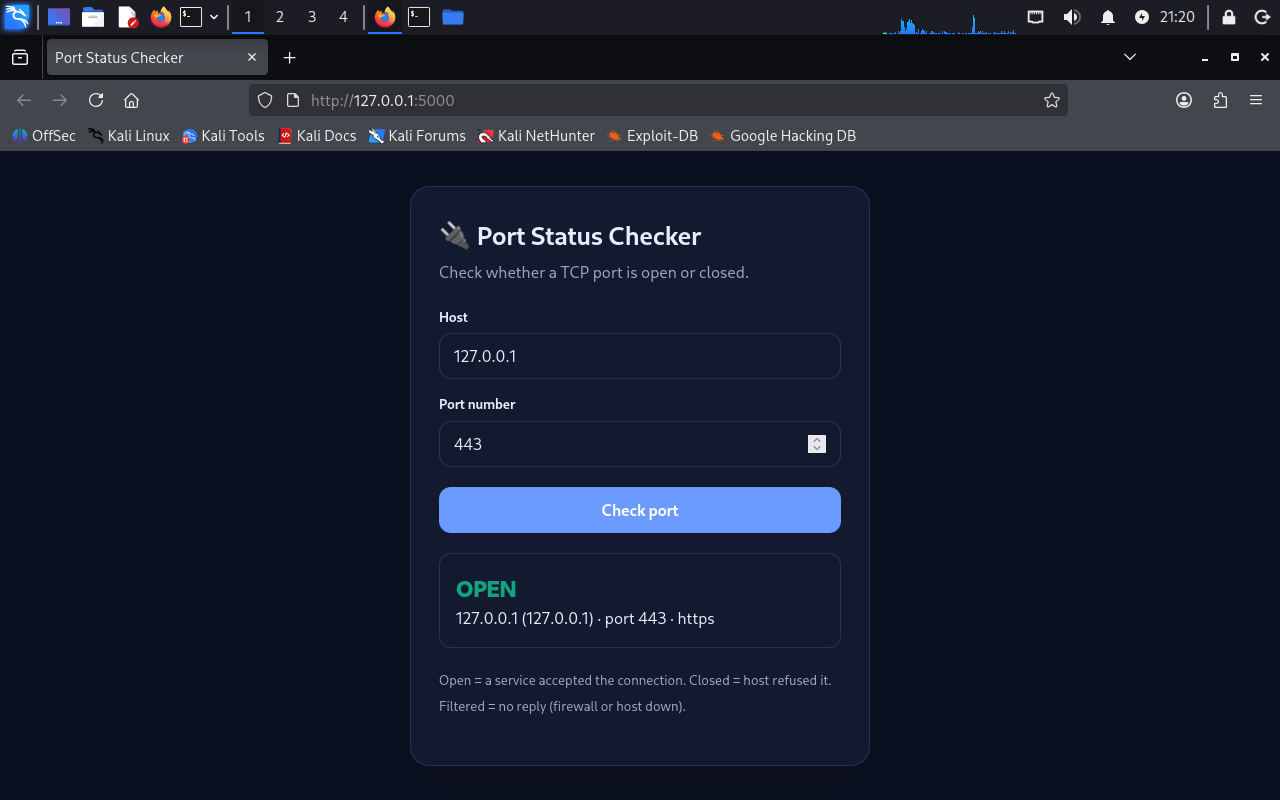 1 2 3 4 21:20
Port Status Checker
http://127.0.0.1:5000
OffSec Kali Linux Kali Tools Kali Docs Kali Forums Kali NetHunter Exploit-DB Google Hacking DB
Port Status Checker
Check whether a TCP port is open or closed.
Host
127.0.0.1
Port number
443
Check port
OPEN
127.0.0.1 (127.0.0.1) · port 443 · https
Open = a service accepted the connection. Closed = host refused it.
Filtered = no reply (firewall or host down).